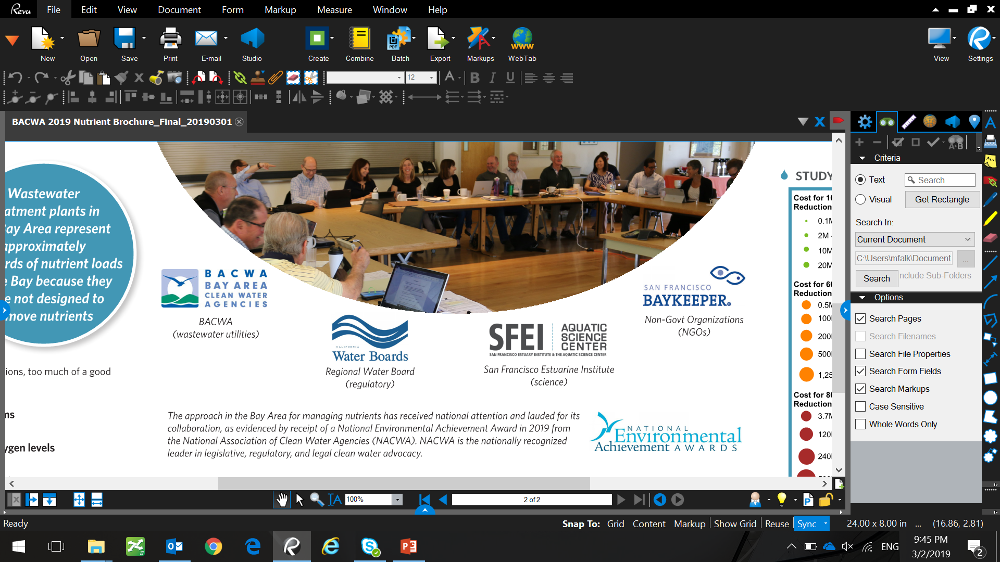 Revu File Edit View Document Form Markup Measure Window Help
New Open Save Print E-mail Studio Create Combine Batch Export Markups WebTab View Settings
12
BACWA 2019 Nutrient Brochure_Final_20190301
Criteria
Text Search
Visual Get Rectangle
Search In:
Current Document
C:\Users\mfalk\Document ...
Search nclude Sub-Folders
Options
Search Pages
Search Filenames
Search File Properties
Search Form Fields
Search Markups
Case Sensitive
Whole Words Only
Wastewater
atment plants in
ay Area represent
approximately
rds of nutrient loads
e Bay because they
e not designed to
move nutrients
ions, too much of a good
ns
ygen levels
BACWA
BAY AREA
CLEAN WATER
AGENCIES
BACWA
(wastewater utilities)
CALIFORNIA
Water Boards
Regional Water Board
(regulatory)
SFEI
AQUATIC
SCIENCE
CENTER
SAN FRANCISCO ESTUARY INSTITUTE & THE AQUATIC SCIENCE CENTER
San Francisco Estuarine Institute
(science)
SAN FRANCISCO
BAYKEEPER®
Non-Govt Organizations
(NGOs)
The approach in the Bay Area for managing nutrients has received national attention and lauded for its
collaboration, as evidenced by receipt of a National Environmental Achievement Award in 2019 from
the National Association of Clean Water Agencies (NACWA). NACWA is the nationally recognized
leader in legislative, regulatory, and legal clean water advocacy.
NATIONAL
Environmental
Achievement AWARDS
STUDY
Cost for 10
Reduction
0.1M
2M
10M
20M
Cost for 60
Reduction
0.5M
100
200
500
1,25
Cost for 80
Reduction
3.7M
120
240
100% 2 of 2
Ready
Snap To: Grid Content Markup Show Grid Reuse Sync 24.00 x 8.00 in ... (16.86, 2.81)
ENG
9:45 PM
3/2/2019
2